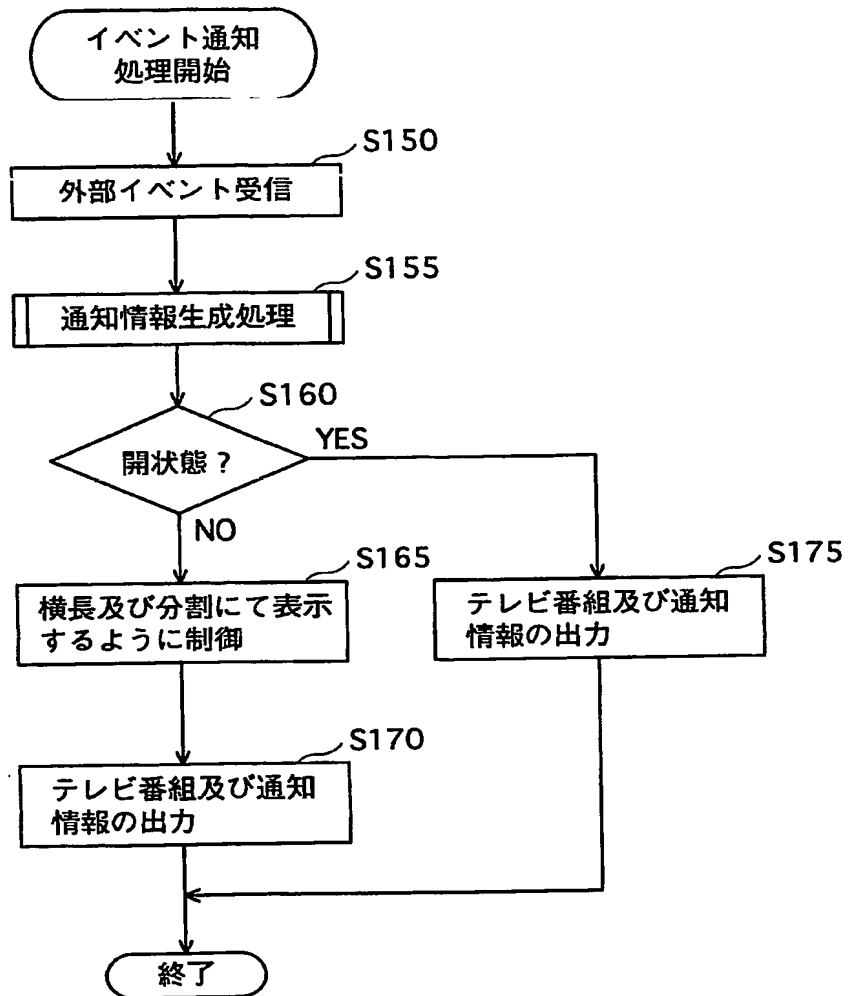 イベント通知
処理開始
S150
外部イベント受信
S155
通知情報生成処理
S160
開状態?
YES
NO
S165
横長及び分割にて表示
するように制御
S175
テレビ番組及び通知
情報の出力
S170
テレビ番組及び通知
情報の出力
終了